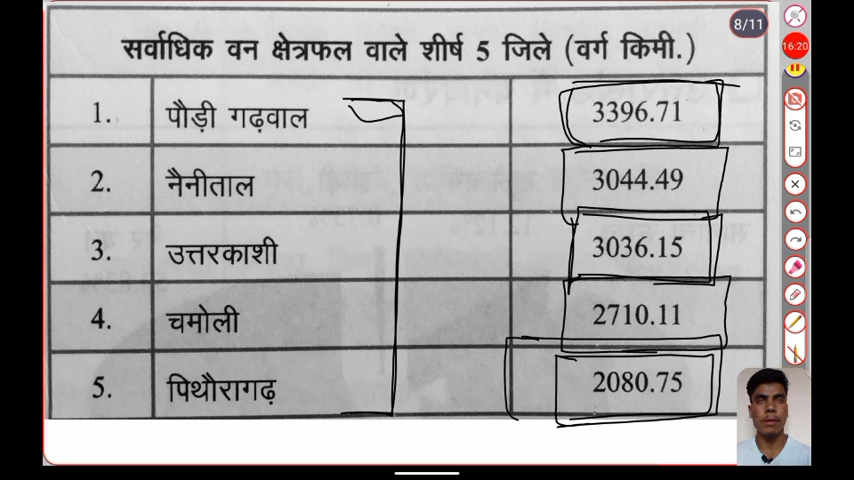 8/11
16:20
सर्वाधिक वन क्षेत्रफल वाले शीर्ष 5 जिले (वर्ग किमी.)
1. पौड़ी गढ़वाल 3396.71
2. नैनीताल 3044.49
3. उत्तरकाशी 3036.15
4. चमोली 2710.11
5. पिथौरागढ़ 2080.75